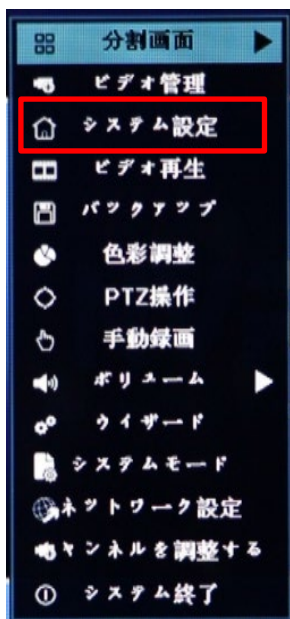 分割画面
ビデオ管理
システム設定
ビデオ再生
バックアップ
色彩調整
PTZ操作
手動録画
ボリューム
ウイザード
システムモード
ネットワーク設定
ャンネルを調整する
システム終了